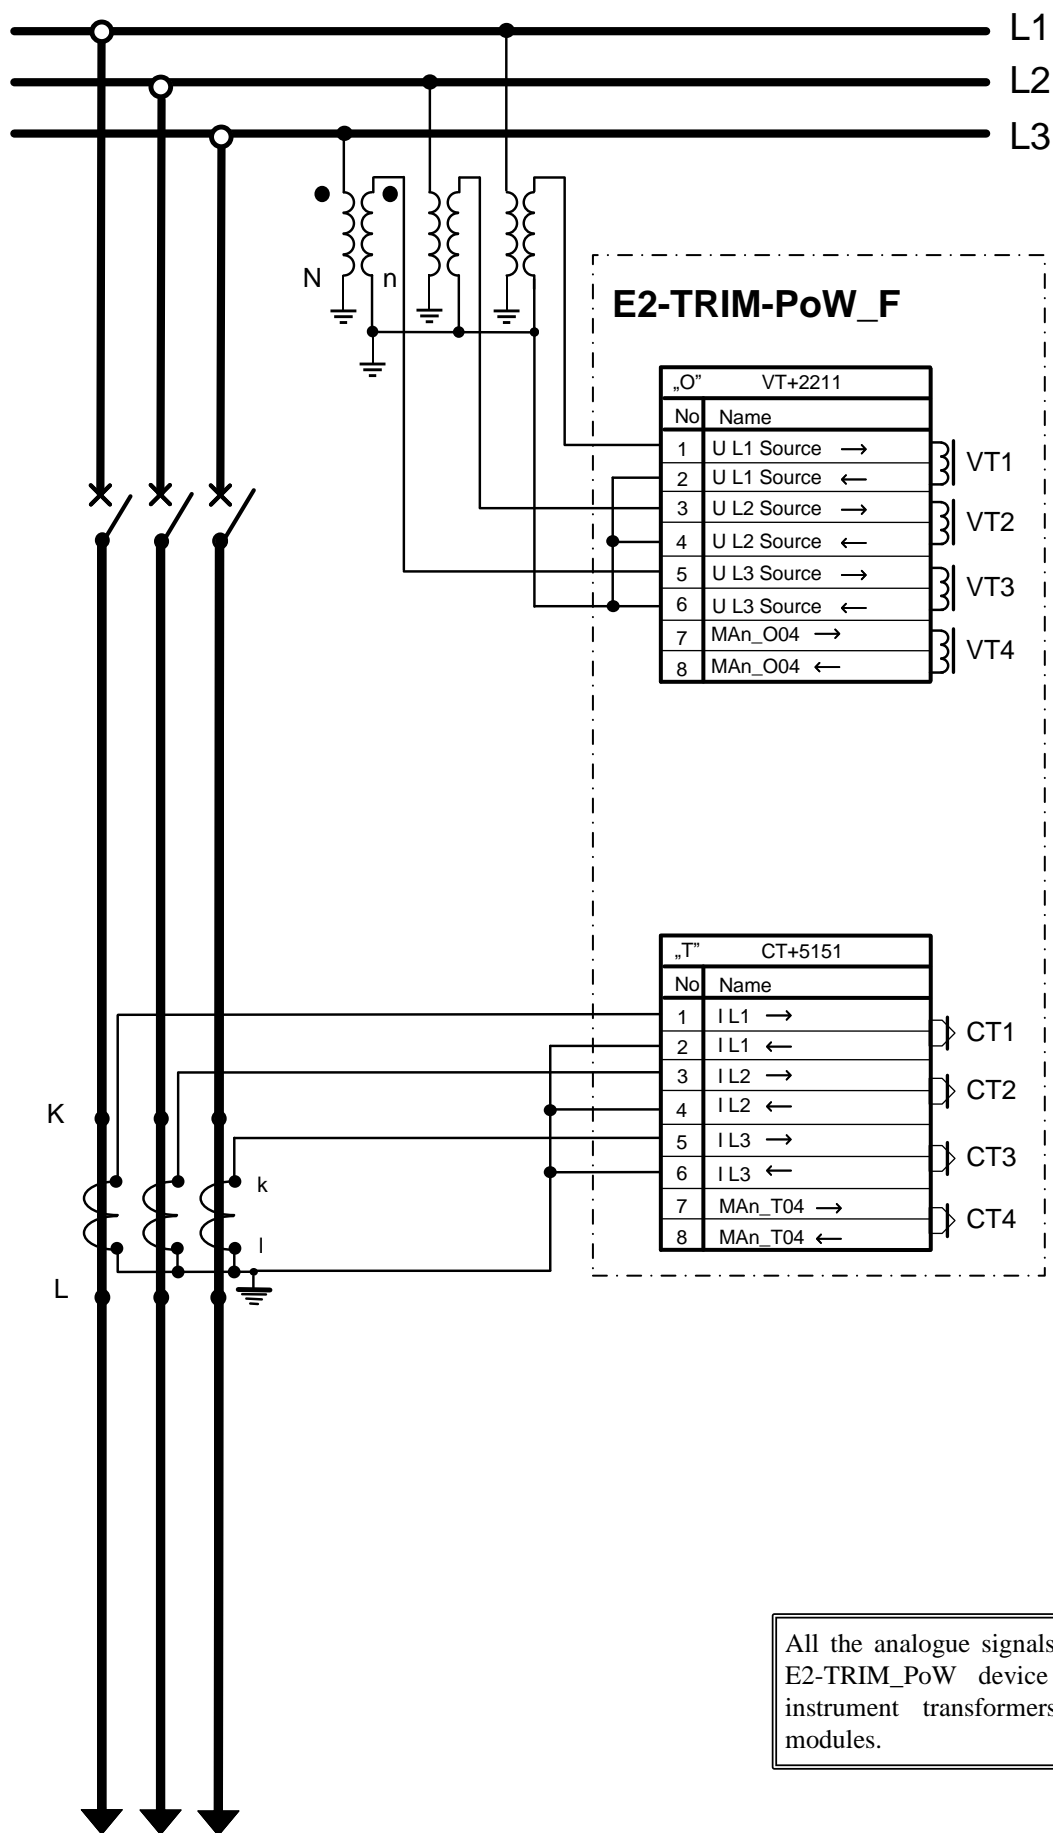 L1
L2
L3
N n
E2-TRIM-PoW_F
„O” VT+2211
No Name
1 U L1 Source →
2 U L1 Source ←
VT1
3 U L2 Source →
4 U L2 Source ←
VT2
5 U L3 Source →
6 U L3 Source ←
VT3
7 MAn_O04 →
8 MAn_O04 ←
VT4
„T” CT+5151
No Name
1 I L1 →
2 I L1 ←
CT1
3 I L2 →
4 I L2 ←
CT2
5 I L3 →
6 I L3 ←
CT3
7 MAn_T04 →
8 MAn_T04 ←
CT4
K
k
l
L
All the analogue signals
E2-TRIM_PoW device
instrument transformers
modules.